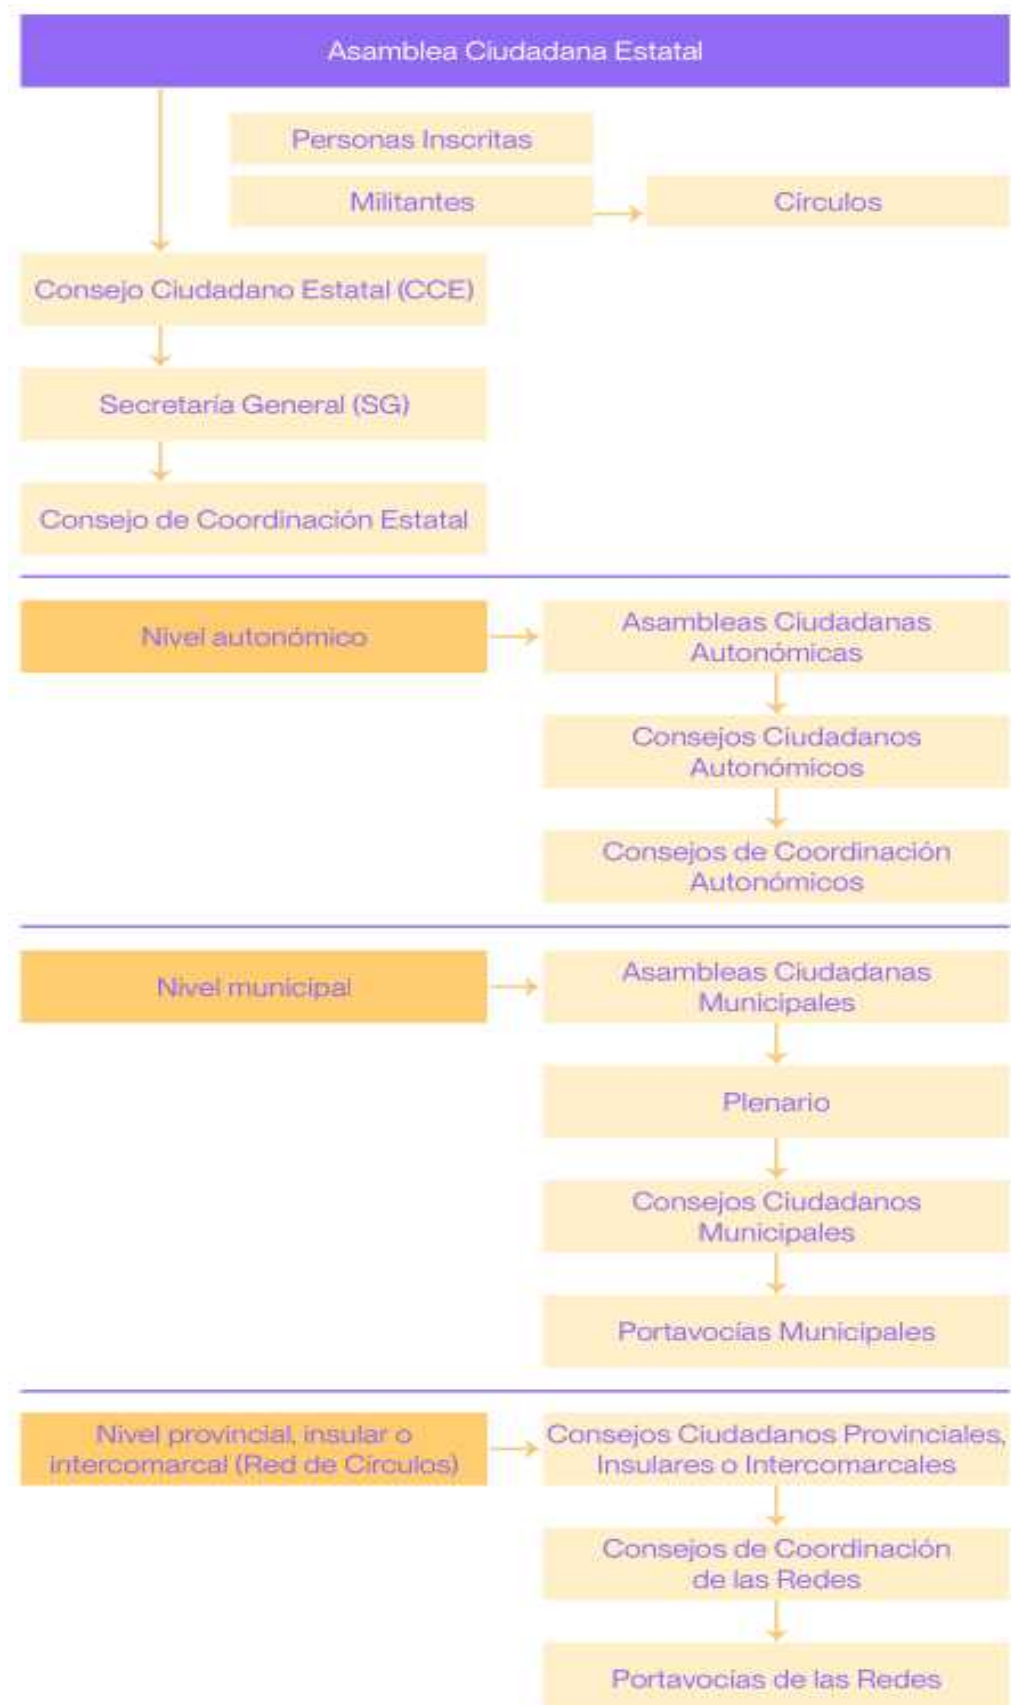 Asamblea Ciudadana Estatal
Personas Inscritas
Militantes
Círculos
Consejo Ciudadano Estatal (CCE)
Secretaría General (SG)
Consejo de Coordinación Estatal
Nivel autonómico
Asambleas Ciudadanas
Autonómicas
Consejos Ciudadanos
Autonómicos
Consejos de Coordinación
Autonómicos
Nivel municipal
Asambleas Ciudadanas
Municipales
Plenario
Consejos Ciudadanos
Municipales
Portavocías Municipales
Nivel provincial, insular o
intercomarcal (Red de Círculos)
Consejos Ciudadanos Provinciales,
Insulares o Intercomarcales
Consejos de Coordinación
de las Redes
Portavocías de las Redes